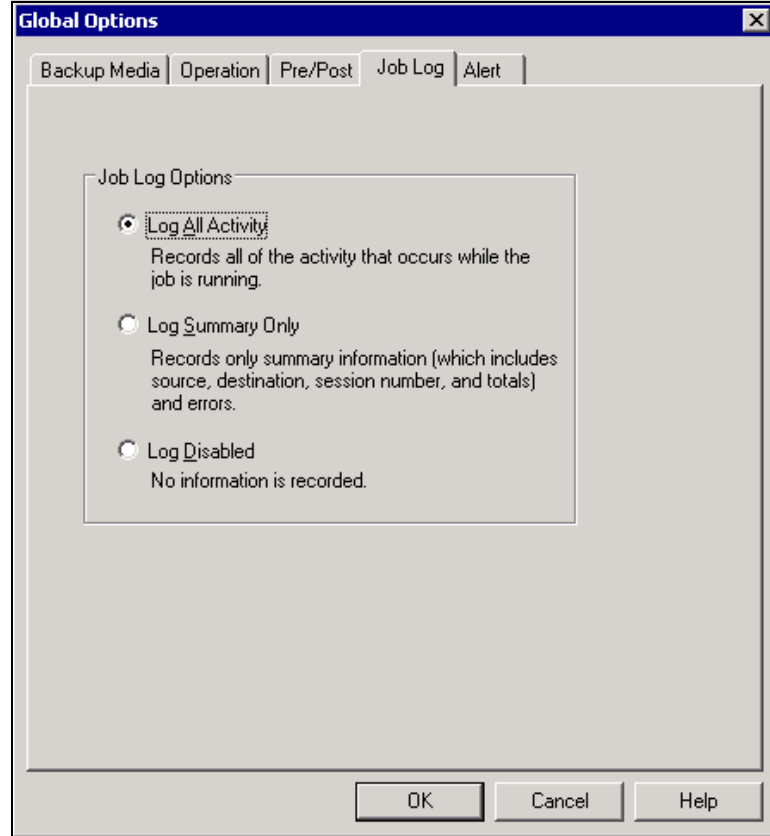 Global Options
Backup Media
Operation
Pre/Post
Job Log
Alert
Job Log Options
Log All Activity
Records all of the activity that occurs while the
job is running.
Log Summary Only
Records only summary information (which includes
source, destination, session number, and totals)
and errors.
Log Disabled
No information is recorded.
OK
Cancel
Help